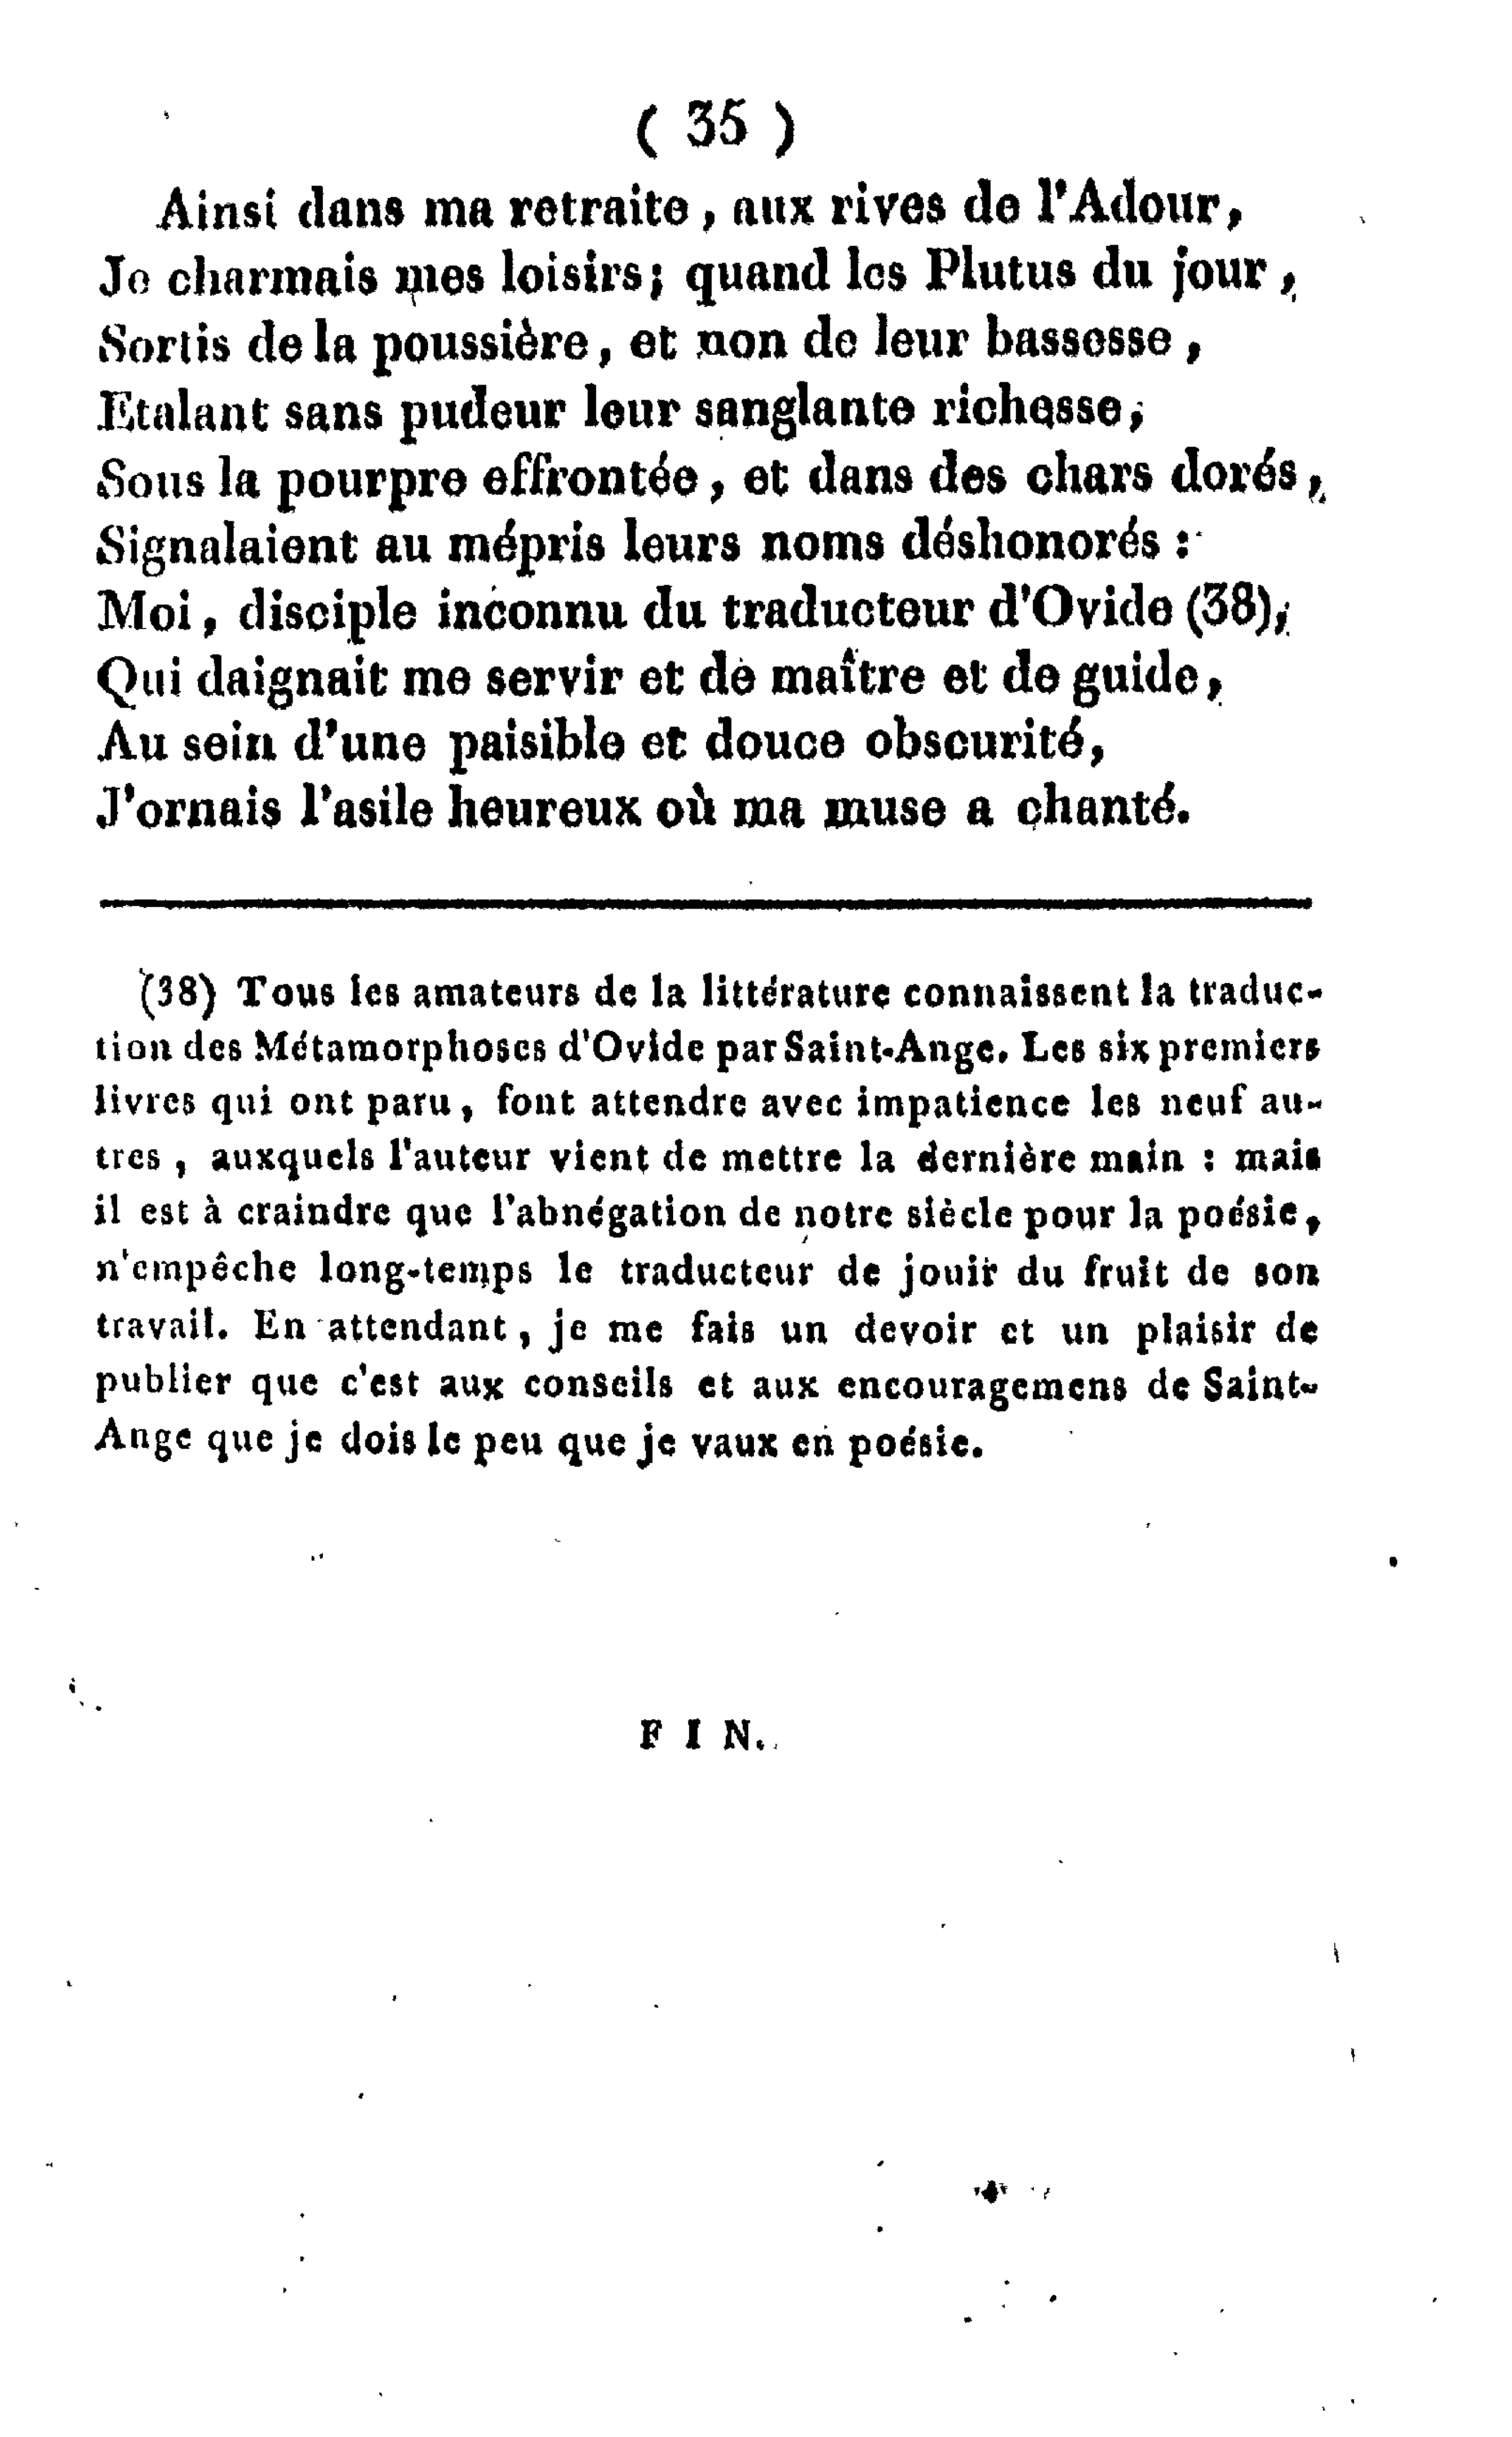 ( 35 )
Ainsi dans ma retraite, aux rives de l'Adour,
Je charmais mes loisirs; quand les Plutus du jour,
Sortis de la poussière, et non de leur bassesse,
Etalant sans pudeur leur sanglante richesse,
Sous la pourpre effrontée, et dans des chars dorés,
Signalaient au mépris leurs noms déshonorés :
Moi, disciple inconnu du traducteur d'Ovide (38),
Qui daignait me servir et de maître et de guide,
Au sein d'une paisible et douce obscurité,
J'ornais l'asile heureux où ma muse a chanté.
(38) Tous les amateurs de la littérature connaissent la traduc-
tion des Métamorphoses d'Ovide par Saint-Ange. Les six premiers
livres qui ont paru, font attendre avec impatience les neuf au-
tres, auxquels l'auteur vient de mettre la dernière main : mais
il est à craindre que l'abnégation de notre siècle pour la poésie,
n'empêche long-temps le traducteur de jouir du fruit de son
travail. En attendant, je me fais un devoir et un plaisir de
publier que c'est aux conseils et aux encouragemens de Saint-
Ange que je dois le peu que je vaux en poésie.
FIN.